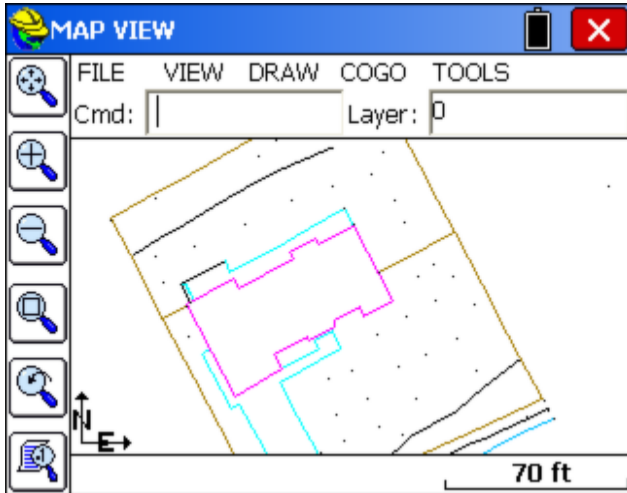 MAP VIEW
FILE VIEW DRAW COGO TOOLS
Cmd: Layer: 0
N
E
70 ft